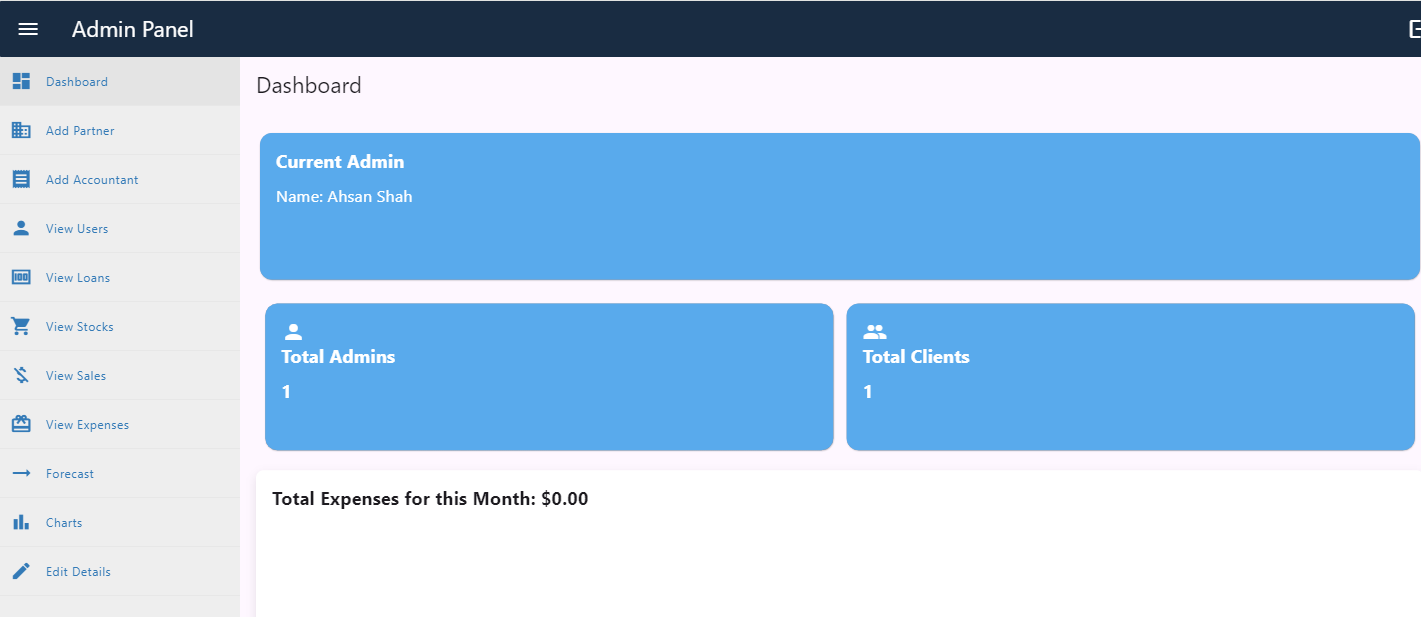 Admin Panel
Dashboard
Add Partner
Add Accountant
View Users
View Loans
View Stocks
View Sales
View Expenses
Forecast
Charts
Edit Details
Dashboard
Current Admin
Name: Ahsan Shah
Total Admins
1
Total Clients
1
Total Expenses for this Month: $0.00